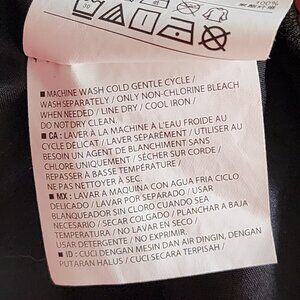 30
100%
■ MACHINE WASH COLD GENTLE CYCLE /
WASH SEPARATELY / ONLY NON-CHLORINE BLEACH
WHEN NEEDED / LINE DRY / COOL IRON /
DO NOT DRY CLEAN.
■ CA : LAVER À LA MACHINE À L'EAU FROIDE AU
CYCLE DÉLICAT / LAVER SÉPARÉMENT / UTILISER AU
BESOIN UN AGENT DE BLANCHIMENT SANS
CHLORE UNIQUEMENT / SÉCHER SUR CORDE /
REPASSER À BASSE TEMPÉRATURE /
NE PAS NETTOYER À SEC.
■ MX : LAVAR A MAQUINA CON AGUA FRIA CICLO
DELICADO / LAVAR POR SEPARADO / USAR
BLANQUEADOR SIN CLORO CUANDO SEA
NECESARIO / SECAR COLGADO / PLANCHAR A BAJA
TEMPERATURA / NO LAVAR EN SECO /
USAR DETERGENTE / NO EXPRIMIR.
■ ID : CUCI DENGAN MESIN DAN AIR DINGIN, DENGAN
PUTARAN HALUS / CUCI SECARA TERPISAH /